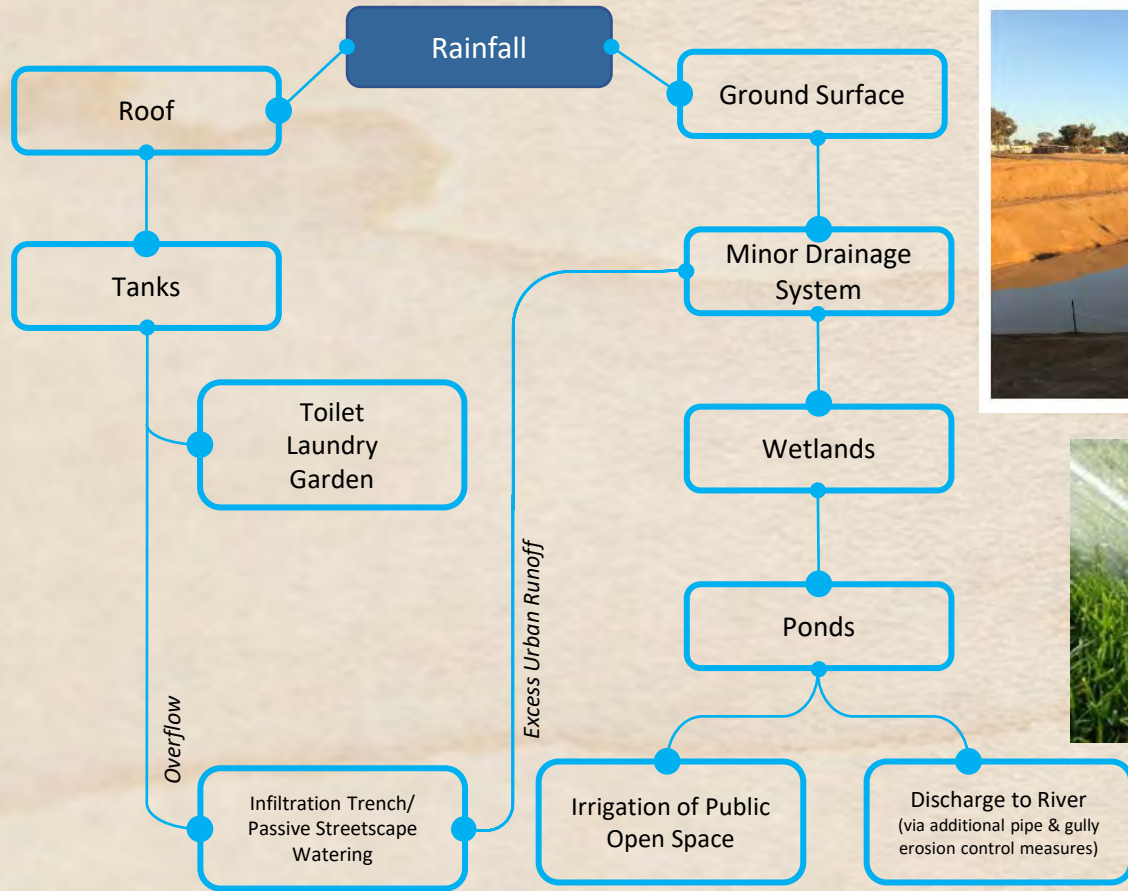 Rainfall
Roof
Ground Surface
Tanks
Minor Drainage
System
Toilet
Laundry
Garden
Wetlands
Ponds
Overflow
Excess Urban Runoff
Infiltration Trench/
Passive Streetscape
Watering
Irrigation of Public
Open Space
Discharge to River
(via additional pipe & gully
erosion control measures)